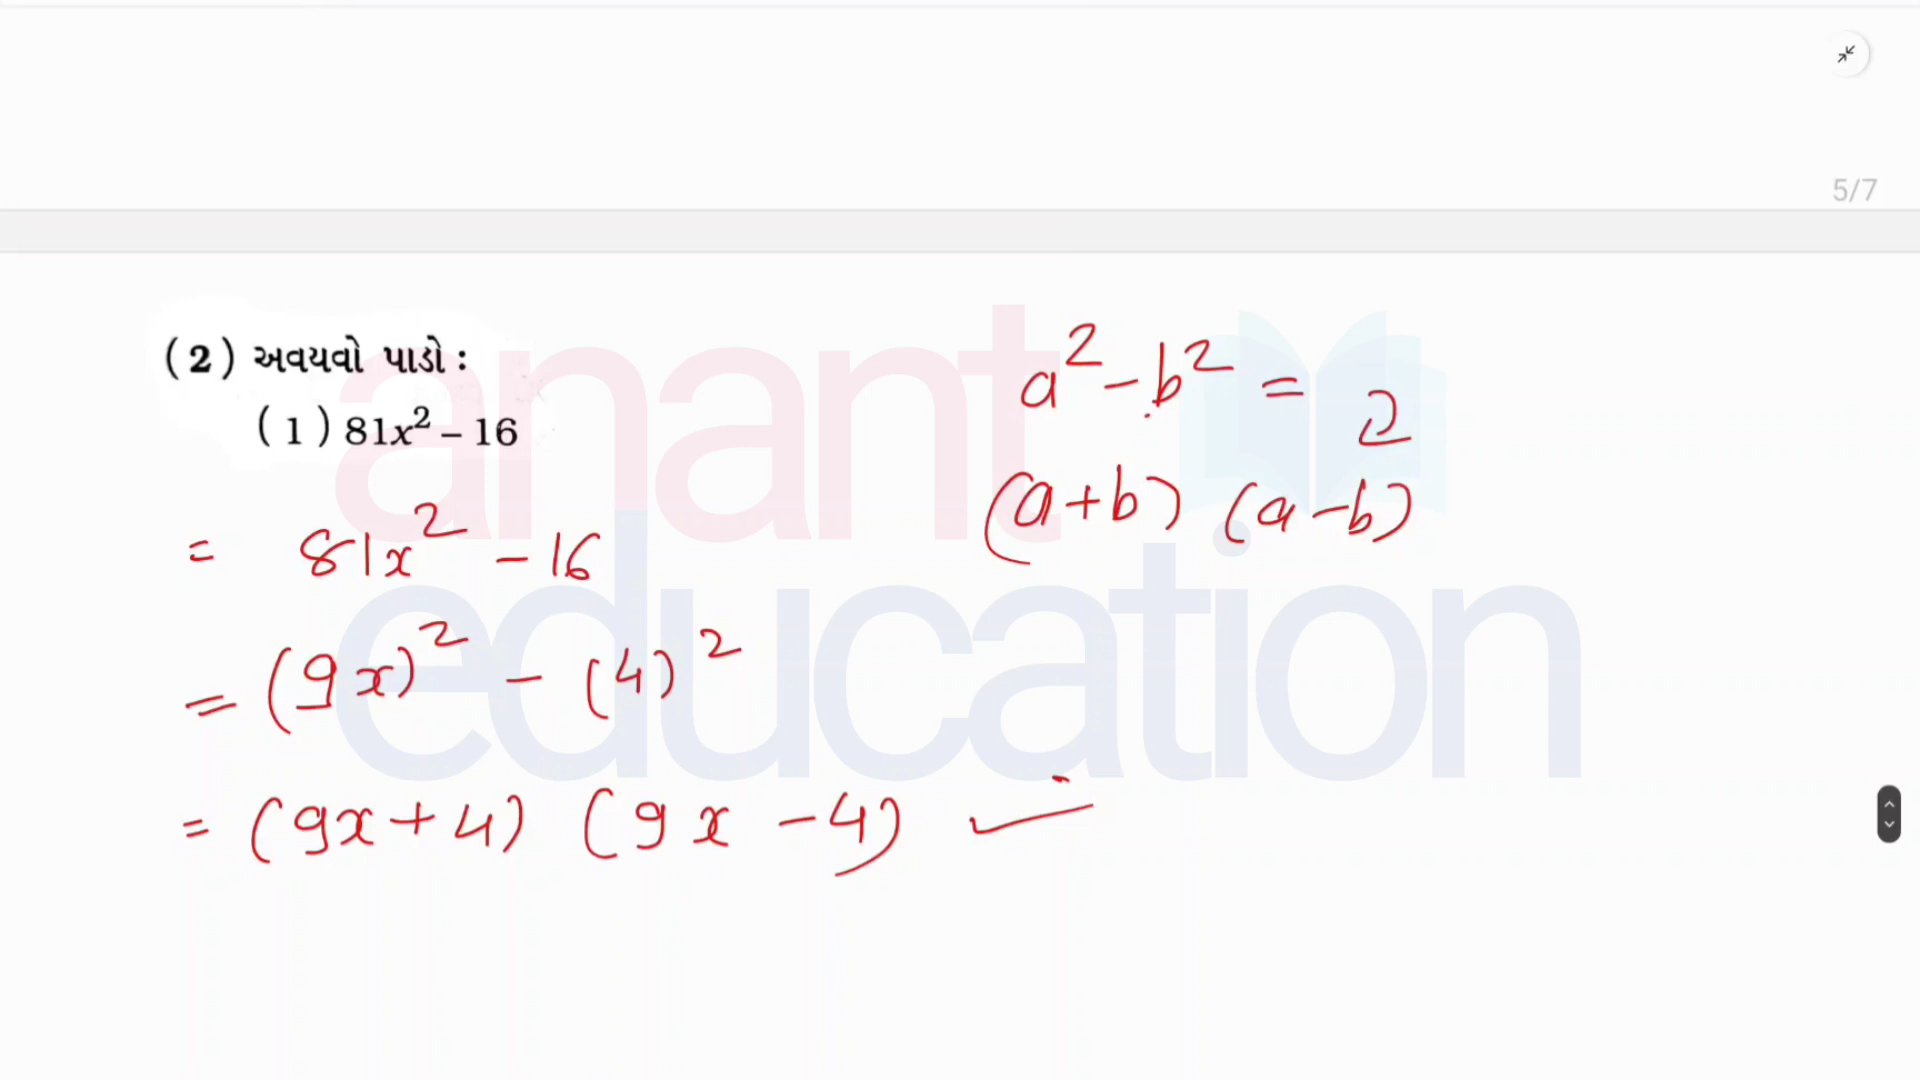 5/7
(2) અવયવો પાડો :
(1) 81x² – 16
a² - b² =
2
(a+b) (a-b)
= 81x² - 16
= (9x)² - (4)²
= (9x+4) (9x-4)
anant
education